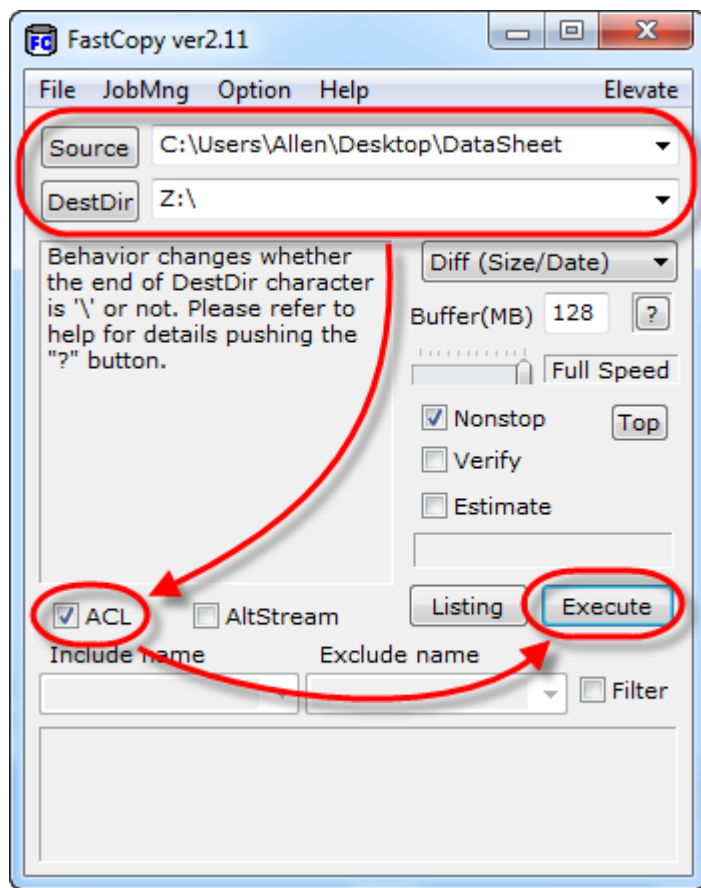 FC FastCopy ver2.11
File JobMng Option Help Elevate
Source C:\Users\Allen\Desktop\DataSheet
DestDir Z:\
Behavior changes whether
the end of DestDir character
is '\' or not. Please refer to
help for details pushing the
"?" button.
Diff (Size/Date)
Buffer(MB) 128 ?
Full Speed
Nonstop Top
Verify
Estimate
ACL AltStream Listing Execute
Include name Exclude name
Filter